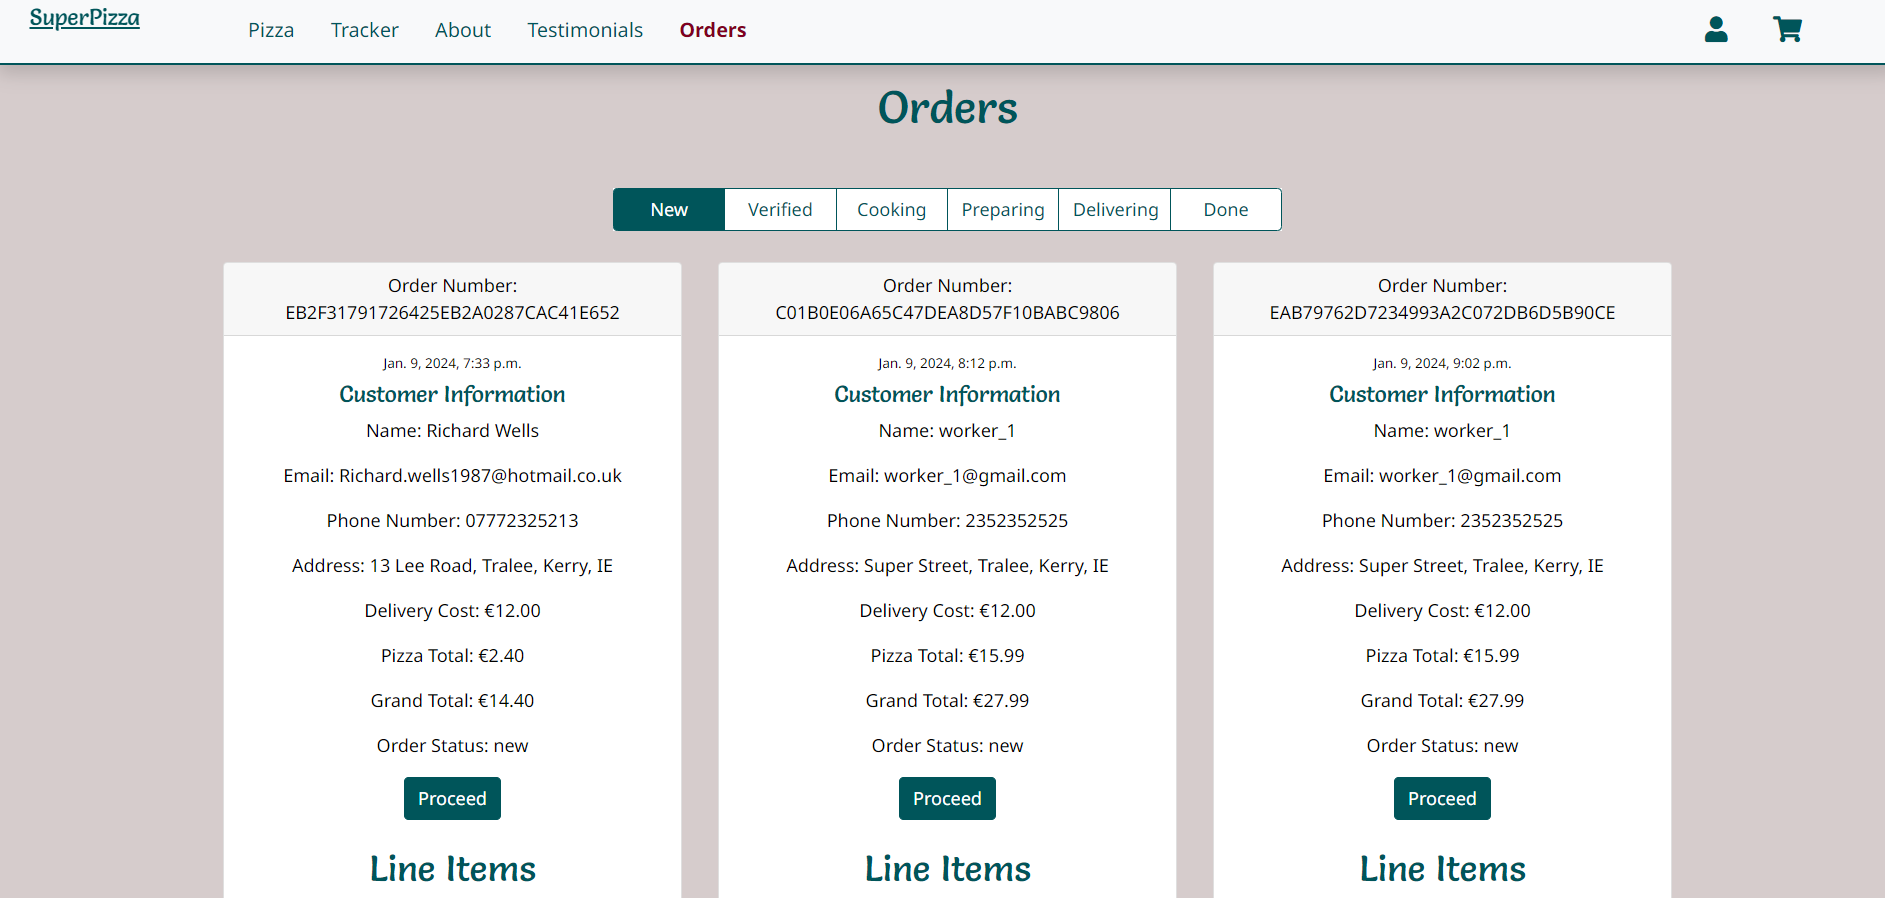 SuperPizza
Pizza
Tracker
About
Testimonials
Orders
Orders
New
Verified
Cooking
Preparing
Delivering
Done
Order Number:
EB2F31791726425EB2A0287CAC41E652
Jan. 9, 2024, 7:33 p.m.
Customer Information
Name: Richard Wells
Email: Richard.wells1987@hotmail.co.uk
Phone Number: 07772325213
Address: 13 Lee Road, Tralee, Kerry, IE
Delivery Cost: €12.00
Pizza Total: €2.40
Grand Total: €14.40
Order Status: new
Proceed
Line Items
Order Number:
C01B0E06A65C47DEA8D57F10BABC9806
Jan. 9, 2024, 8:12 p.m.
Customer Information
Name: worker_1
Email: worker_1@gmail.com
Phone Number: 2352352525
Address: Super Street, Tralee, Kerry, IE
Delivery Cost: €12.00
Pizza Total: €15.99
Grand Total: €27.99
Order Status: new
Proceed
Line Items
Order Number:
EAB79762D7234993A2C072DB6D5B90CE
Jan. 9, 2024, 9:02 p.m.
Customer Information
Name: worker_1
Email: worker_1@gmail.com
Phone Number: 2352352525
Address: Super Street, Tralee, Kerry, IE
Delivery Cost: €12.00
Pizza Total: €15.99
Grand Total: €27.99
Order Status: new
Proceed
Line Items